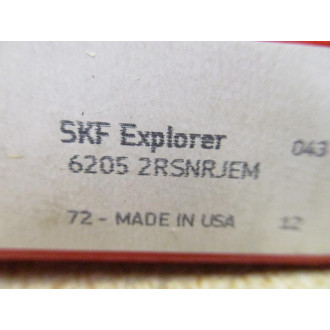 SKF Explorer 043
6205 2RSNRJEM
72 - MADE IN USA 12